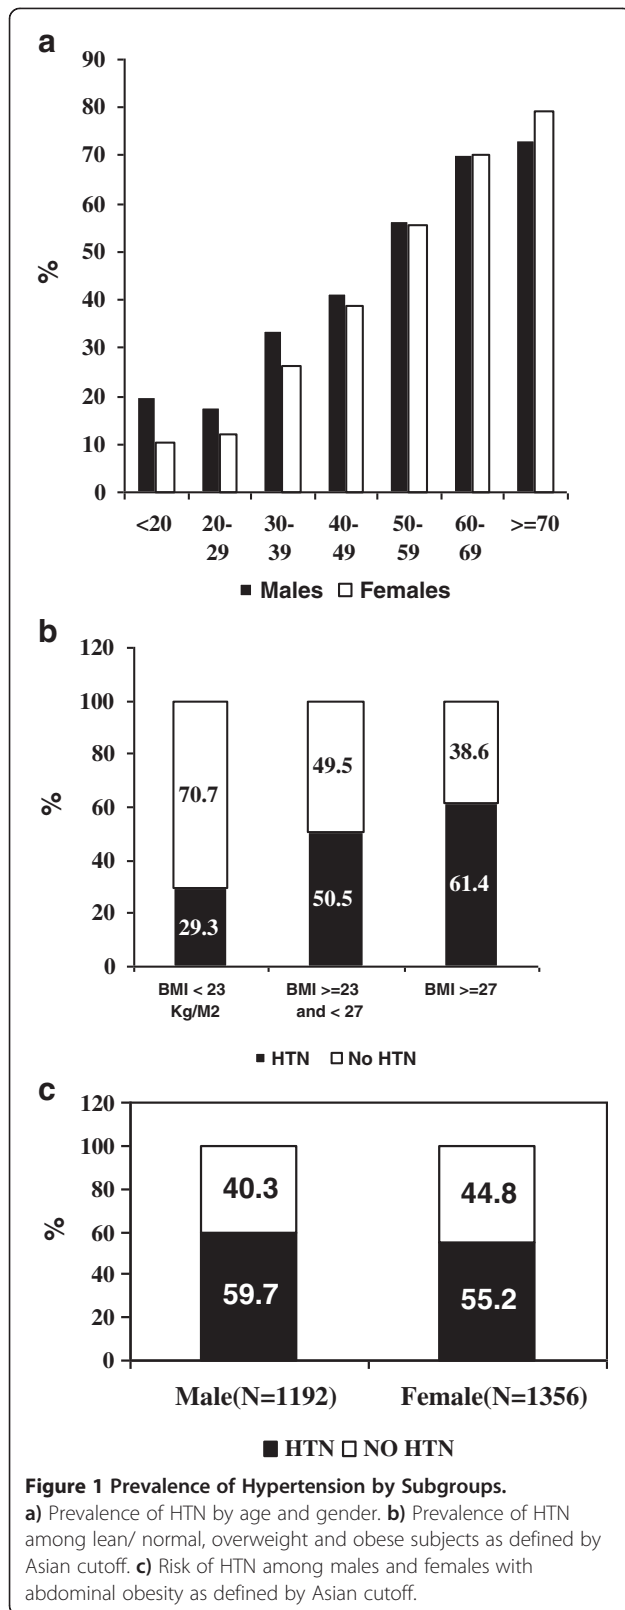 a
90
80
70
60
50
40
30
20
10
0
%
<20 20-29 30-39 40-49 50-59 60-69 >=70
■ Males □ Females
b
120
100
80
60
40
20
0
%
70.7 49.5 38.6
29.3 50.5 61.4
BMI < 23 BMI >=23 BMI >=27
Kg/M2 and < 27
■ HTN □ No HTN
c
120
100
80
60
40
20
0
%
40.3 44.8
59.7 55.2
Male(N=1192) Female(N=1356)
■ HTN □ NO HTN
Figure 1 Prevalence of Hypertension by Subgroups.
a) Prevalence of HTN by age and gender. b) Prevalence of HTN
among lean/ normal, overweight and obese subjects as defined by
Asian cutoff. c) Risk of HTN among males and females with
abdominal obesity as defined by Asian cutoff.